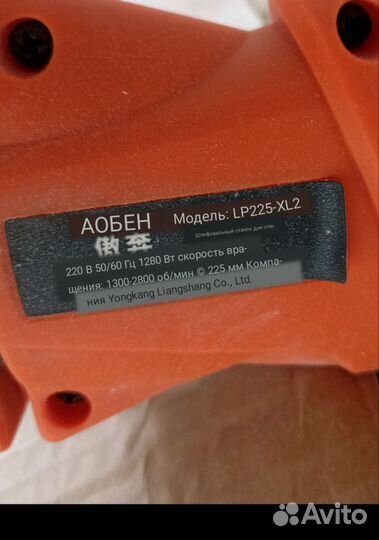 АОБЕН Модель: LP225-XL2
傲奔 Шлифовальный станок для стен
220 В 50/60 Гц 1280 Вт скорость вра-
щения: 1300-2800 об/мин © 225 мм Компа-
ния Yongkang Liangshang Co., Ltd.
Avito